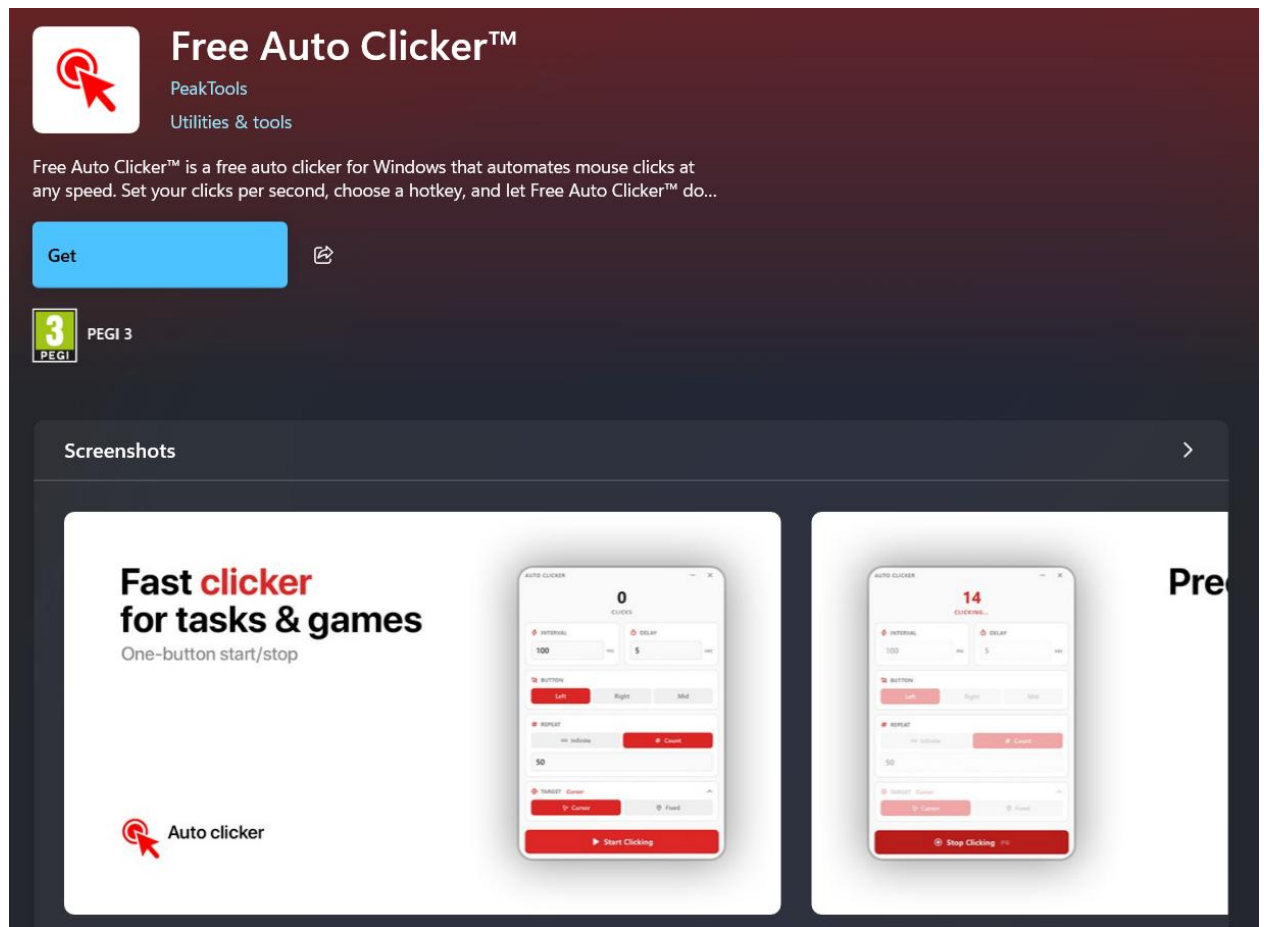 Free Auto Clicker™
PeakTools
Utilities & tools
Free Auto Clicker™ is a free auto clicker for Windows that automates mouse clicks at
any speed. Set your clicks per second, choose a hotkey, and let Free Auto Clicker™ do...
Get
3
PEGI
PEGI 3
Screenshots
Fast clicker
for tasks & games
One-button start/stop
Auto clicker
AUTO CLICKER
0
CLICKS
INTERVAL
DELAY
100
5
BUTTON
Left
Right
Mid
REPEAT
Infinite
# Count
50
TARGET Cursor
Cursor
Fixed
Start Clicking
AUTO CLICKER
14
CLICKING...
INTERVAL
DELAY
100
5
BUTTON
Left
Right
Mid
REPEAT
Infinite
# Count
50
TARGET Cursor
Cursor
Fixed
Stop Clicking
Pre